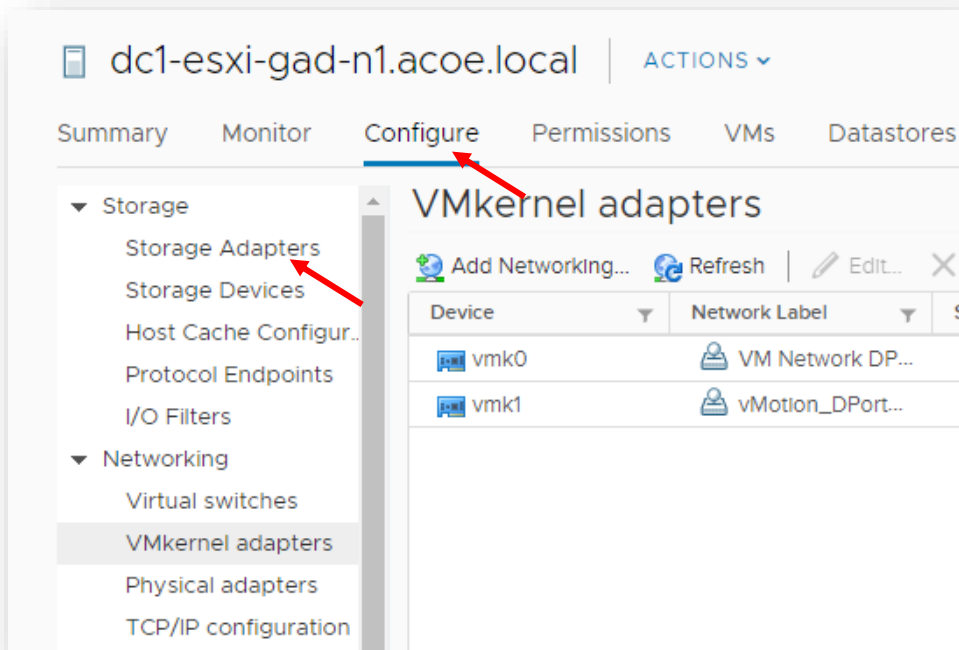 dc1-esxi-gad-n1.acoe.local ACTIONS
Summary Monitor Configure Permissions VMs Datastores
Storage
Storage Adapters
Storage Devices
Host Cache Configur..
Protocol Endpoints
I/O Filters
Networking
Virtual switches
VMkernel adapters
Physical adapters
TCP/IP configuration
VMkernel adapters
Add Networking... Refresh Edit...
Device Network Label
vmk0 VM Network DP...
vmk1 vMotion_DPort...